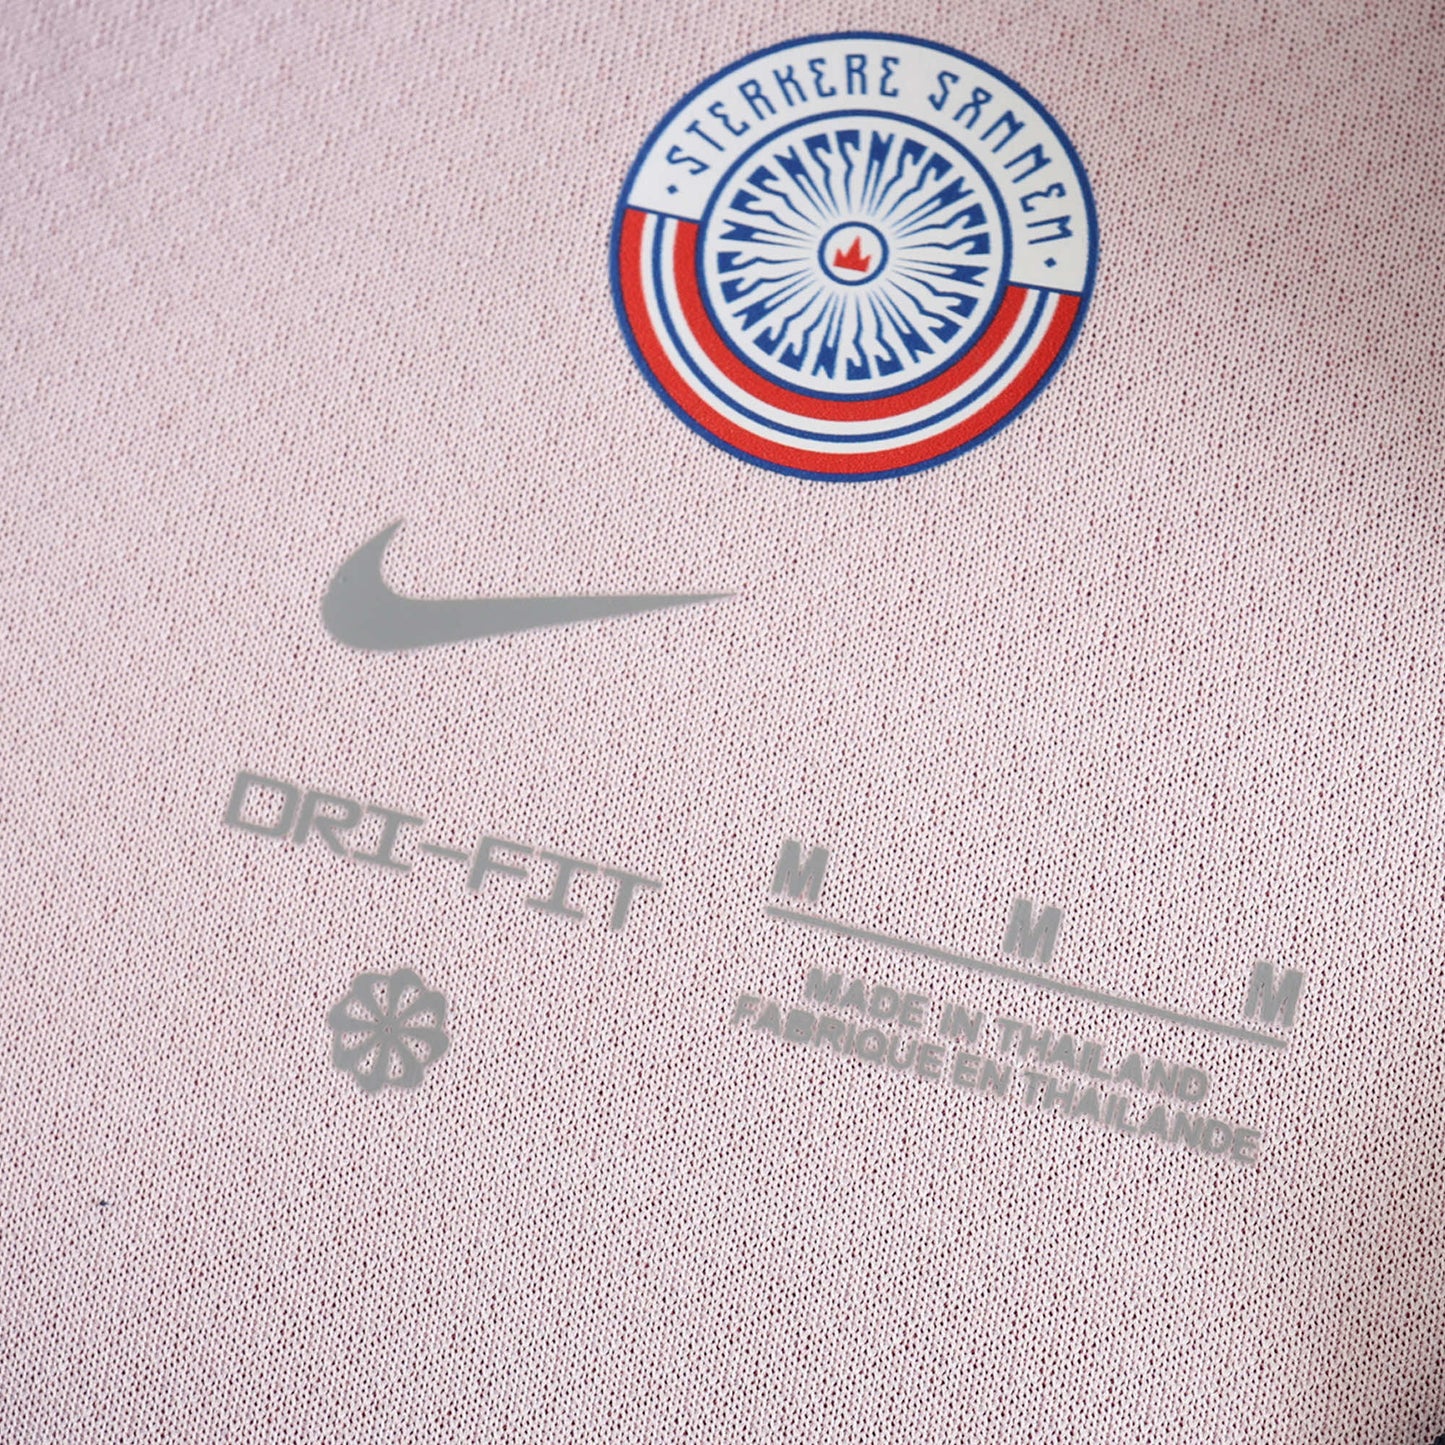 · STERKERE SAMMEN ·
DRI-FIT
M M M
MADE IN THAILAND
FABRIQUE EN THAILANDE